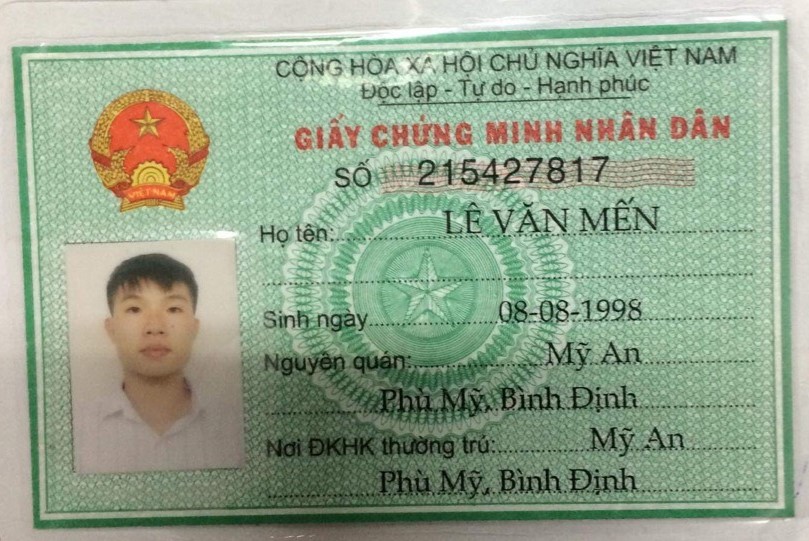 CỘNG HÒA XÃ HỘI CHỦ NGHĨA VIỆT NAM
Độc lập - Tự do - Hạnh phúc
GIẤY CHỨNG MINH NHÂN DÂN
SỐ 215427817
VIỆT NAM
Họ tên: LÊ VĂN MẾN
Sinh ngày 08-08-1998
Nguyên quán: Mỹ An
Phù Mỹ, Bình Định
Nơi ĐKHK thường trú: Mỹ An
Phù Mỹ, Bình Định